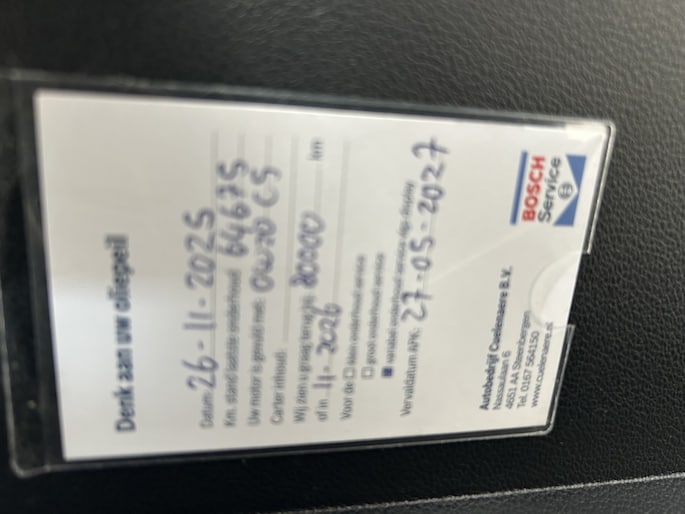 Denk aan uw oliepeil
Datum: 26-11-2025
Km. stand laatste onderhoud: 64675
Uw motor is gevuld met: 0W20 C5
Carter inhoud:
Wij zien u graag terug bij: 80000 km
of in 11-2026
Voor de ☐ klein onderhoud service
☐ groot onderhoud service
■ variabel onderhoud service zie display
Vervaldatum APK: 27-05-2027
Autobedrijf Cuelenaere B.V.
Nassaulaan 6
4651 AA Steenbergen
Tel. 0167 564150
www.cuelenaere.nl
BOSCH
Service